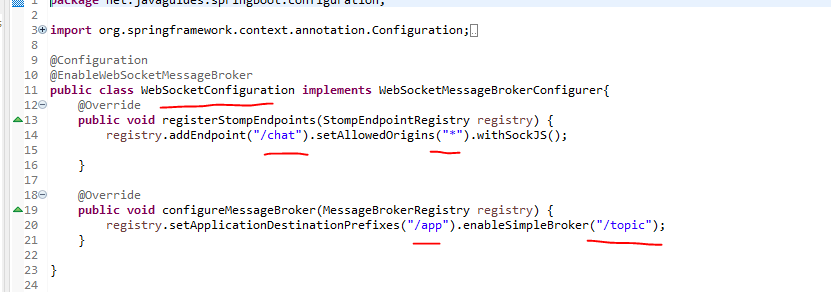 1 package net.javaguides.springboot.configuration;
2
3 import org.springframework.context.annotation.Configuration;
8
9 @Configuration
10 @EnableWebSocketMessageBroker
11 public class WebSocketConfiguration implements WebSocketMessageBrokerConfigurer{
12 @Override
13 public void registerStompEndpoints(StompEndpointRegistry registry) {
14 registry.addEndpoint("/chat").setAllowedOrigins("*").withSockJS();
15
16 }
17
18 @Override
19 public void configureMessageBroker(MessageBrokerRegistry registry) {
20 registry.setApplicationDestinationPrefixes("/app").enableSimpleBroker("/topic");
21 }
22
23 }
24